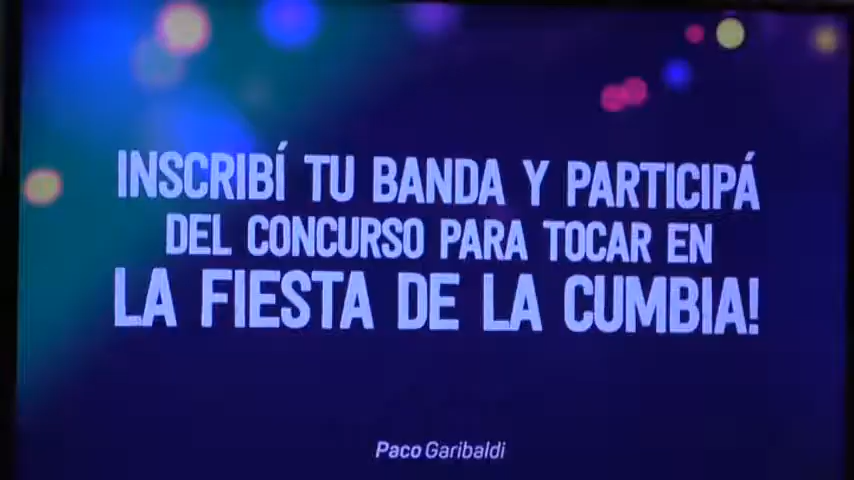 INSCRIBÍ TU BANDA Y PARTICIPÁ
DEL CONCURSO PARA TOCAR EN
LA FIESTA DE LA CUMBIA!
Paco Garibaldi